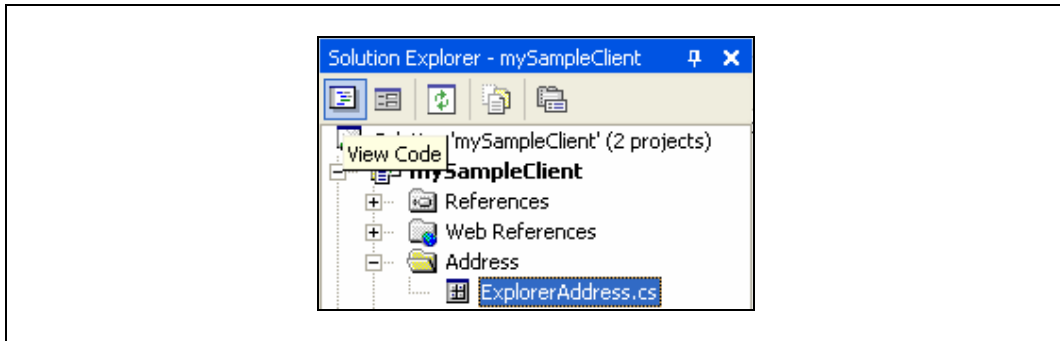 Solution Explorer - mySampleClient
'mySampleClient' (2 projects)
View Code
mySampleClient
References
Web References
Address
ExplorerAddress.cs